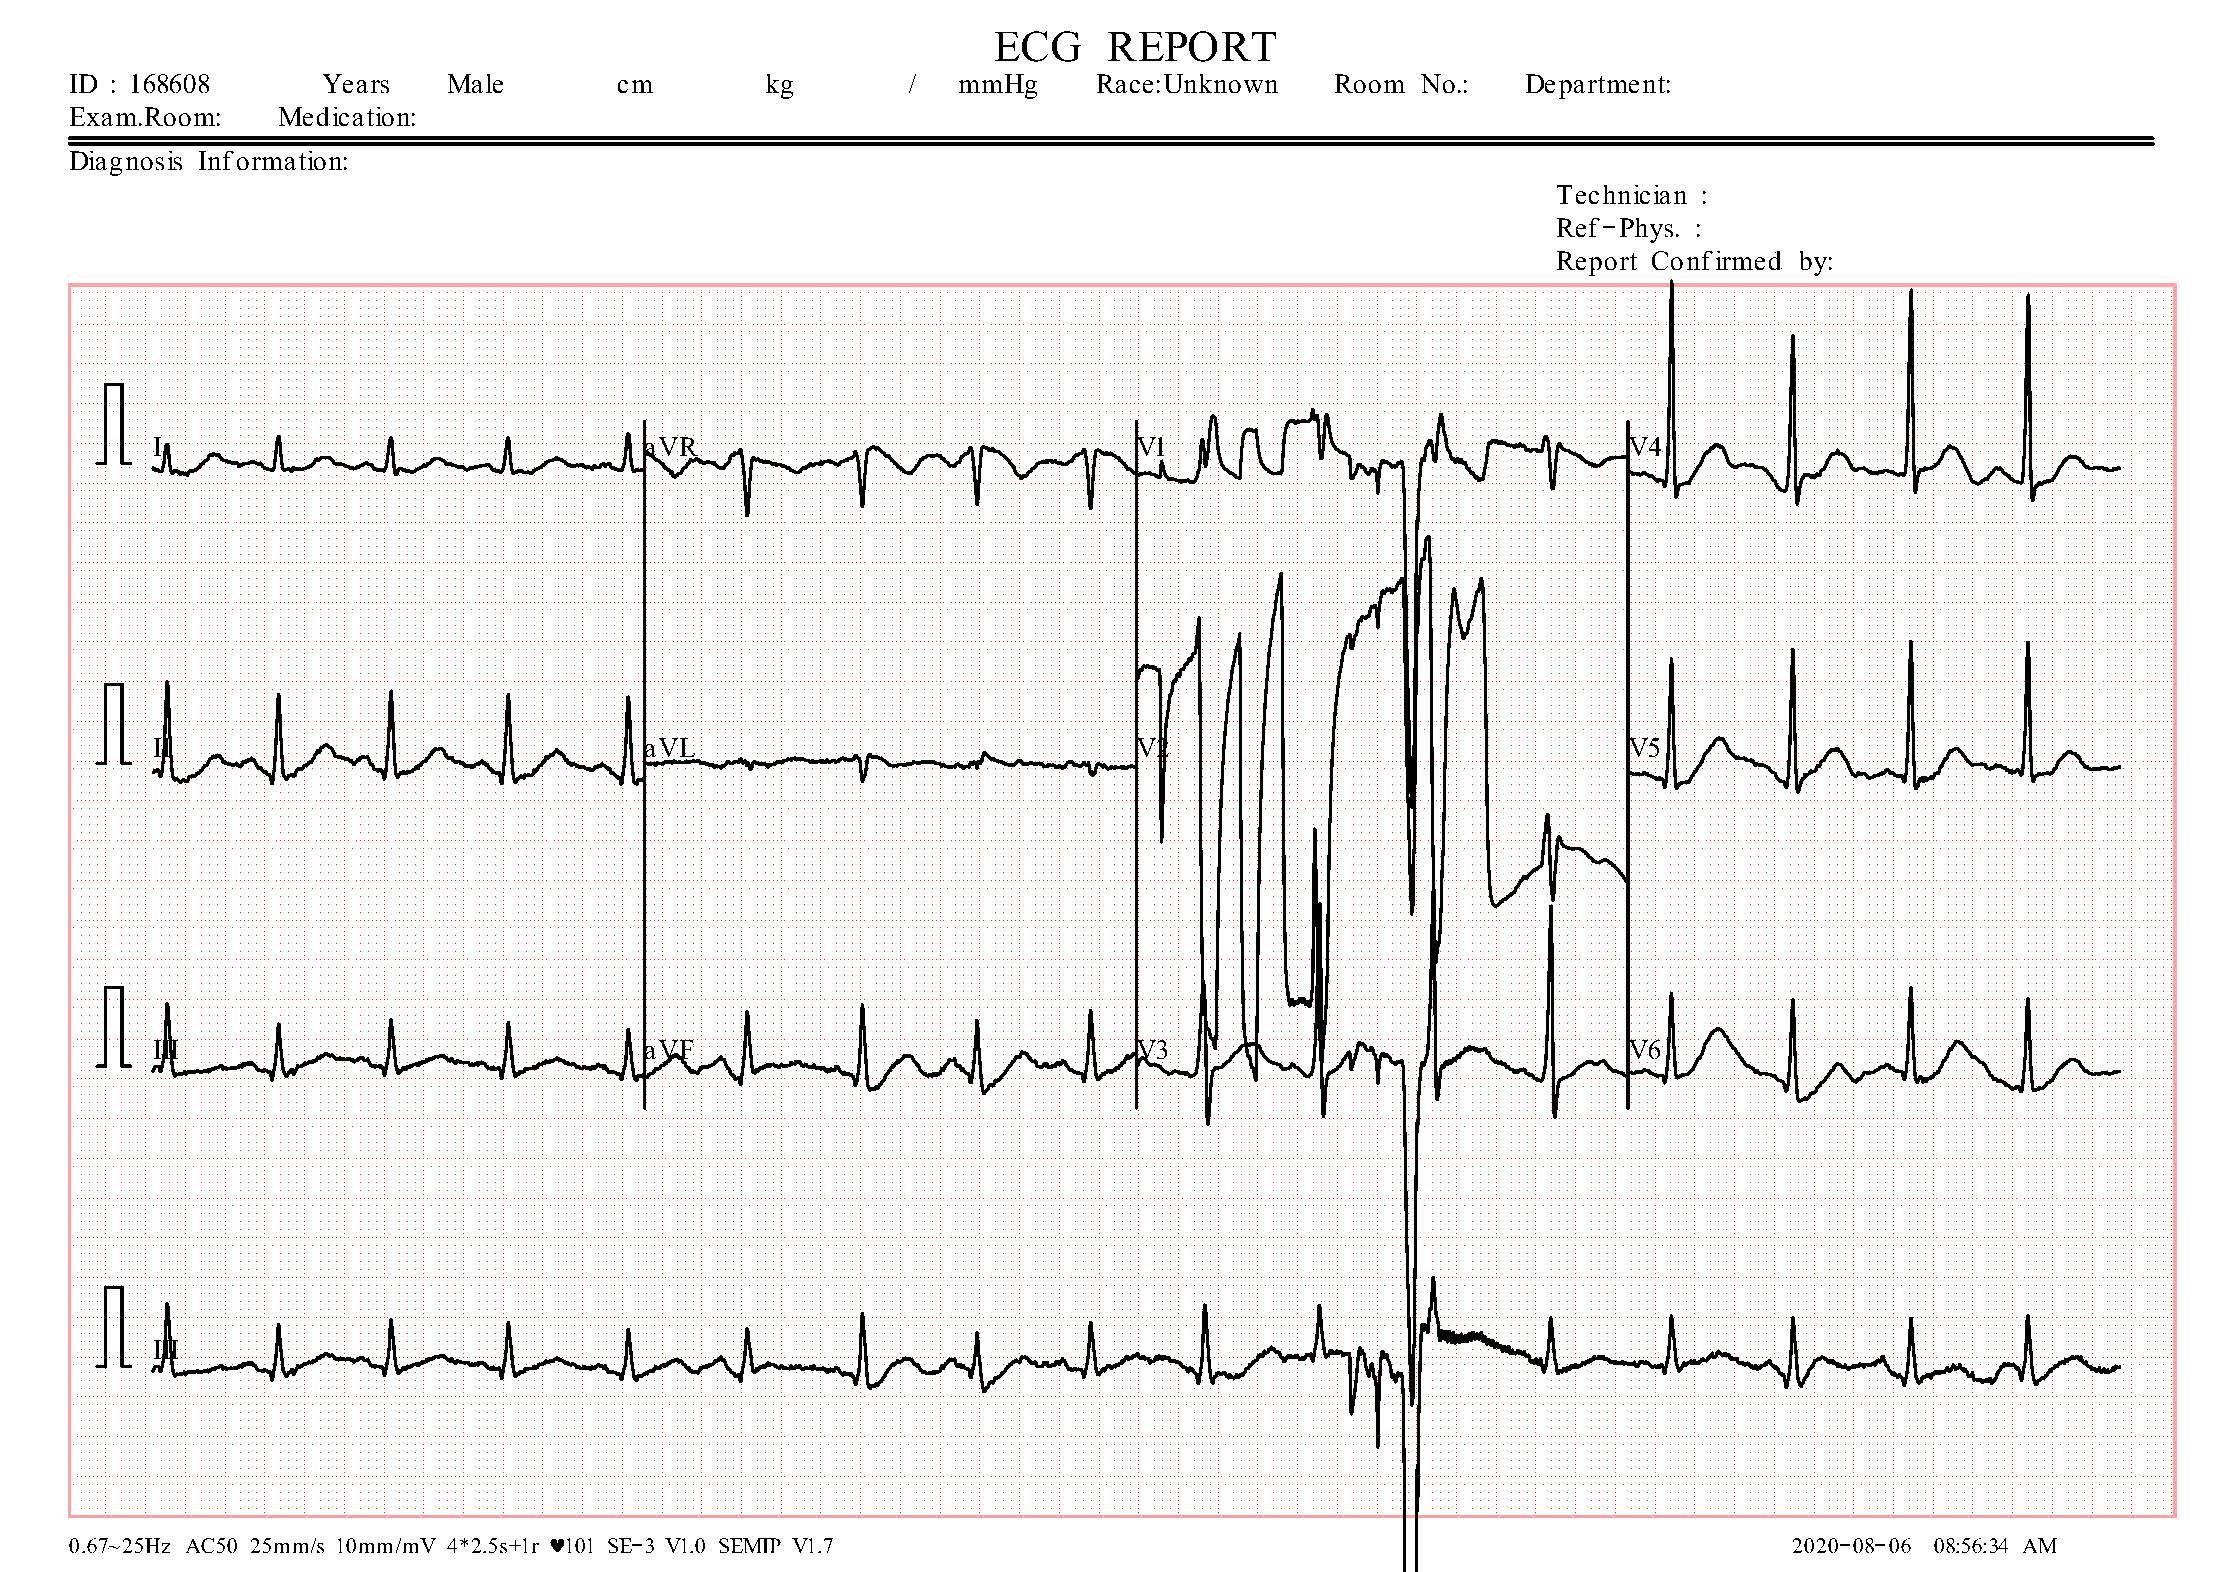 ECG REPORT
ID : 168608 Years Male cm kg / mmHg Race:Unknown Room No.: Department:
Exam.Room: Medication:
Diagnosis Information:
Technician :
Ref-Phys. :
Report Confirmed by:
I aVR V1 V4
II aVL V2 V5
III aVF V3 V6
III
0.67~25Hz AC50 25mm/s 10mm/mV 4*2.5s+1r ♥101 SE-3 V1.0 SEMIP V1.7 2020-08-06 08:56:34 AM